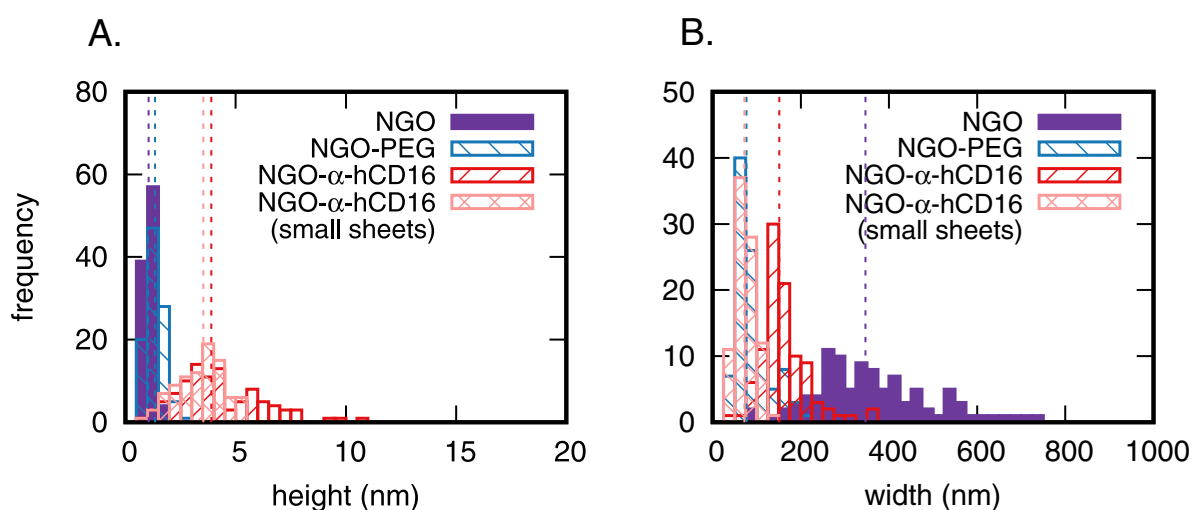 A.
80
60
40
20
0
frequency
NGO
NGO-PEG
NGO-α-hCD16
NGO-α-hCD16
(small sheets)
0 5 10 15 20
height (nm)
B.
50
40
30
20
10
0
NGO
NGO-PEG
NGO-α-hCD16
NGO-α-hCD16
(small sheets)
0 200 400 600 800 1000
width (nm)